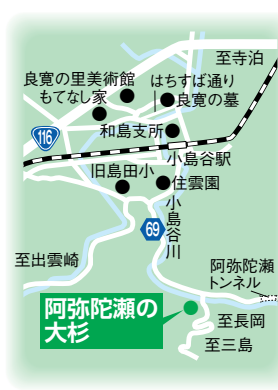 至寺泊
良寛の里美術館
はちすば通り
もてなし家
良寛の墓
116
和島支所
小島谷駅
旧島田小
住雲園
小島谷川
69
至出雲崎
阿弥陀瀬
トンネル
阿弥陀瀬の
大杉
至長岡
至三島